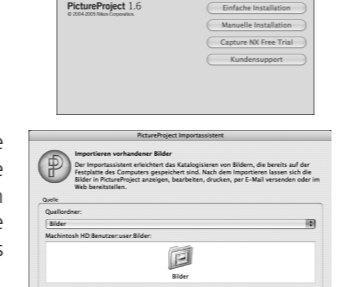 PictureProject 1.6
© 2004-2005 Nikon Corporation.
Einfache Installation
Manuelle Installation
Capture NX Free Trial
Kundensupport
PictureProject Importassistent
Importieren vorhandener Bilder
Der Importassistent erleichtert das Katalogisieren von Bildern, die bereits auf der
Festplatte des Computers gespeichert sind. Nach dem Importieren lassen sich die
Bilder in PictureProject anzeigen, bearbeiten, drucken, per E-Mail versenden oder im
Web bereitstellen.
Quelle
Quellordner:
Bilder
Machintosh HD:Benutzer:user:Bilder:
Bilder
e
e
n
e
s